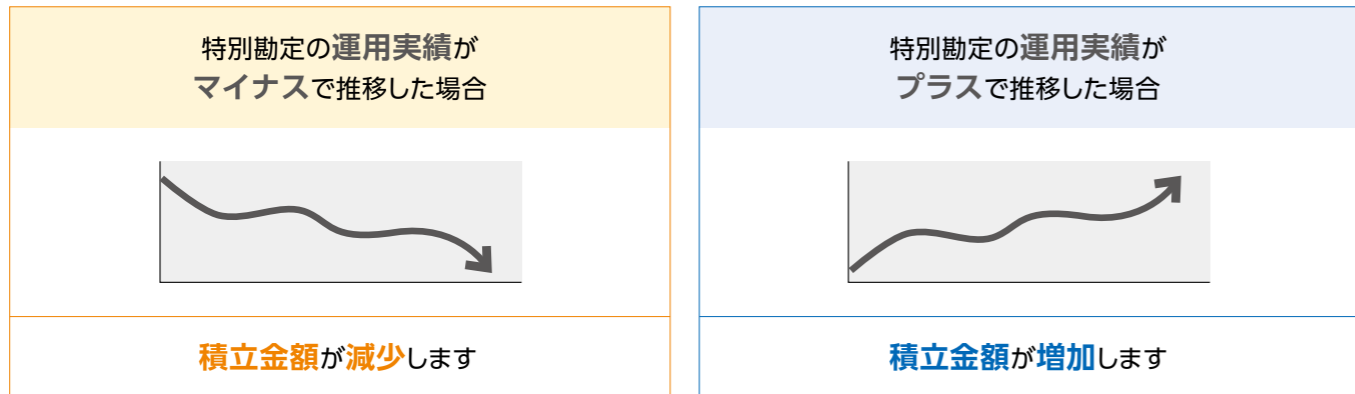 特別勘定の運用実績が
マイナスで推移した場合
積立金額が減少します
特別勘定の運用実績が
プラスで推移した場合
積立金額が増加します